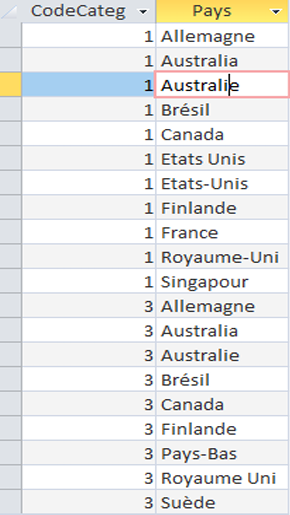 CodeCateg Pays
1 Allemagne
1 Australia
1 Australie
1 Brésil
1 Canada
1 Etats Unis
1 Etats-Unis
1 Finlande
1 France
1 Royaume-Uni
1 Singapour
3 Allemagne
3 Australia
3 Australie
3 Brésil
3 Canada
3 Finlande
3 Pays-Bas
3 Royaume Uni
3 Suède